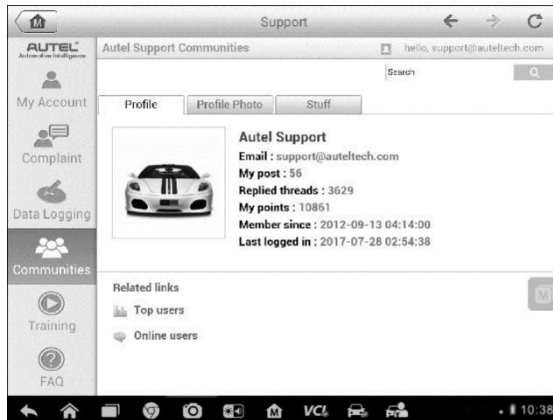 Support
AUTEL
Automotive Intelligence
Autel Support Communities
hello, support@auteltech.com
Search
My Account
Complaint
Data Logging
Communities
Training
FAQ
Profile
Profile Photo
Stuff
Autel Support
Email : support@auteltech.com
My post : 56
Replied threads : 3629
My points : 10861
Member since : 2012-09-13 04:14:00
Last logged in : 2017-07-28 02:54:38
Related links
Top users
Online users
VCI
10:38